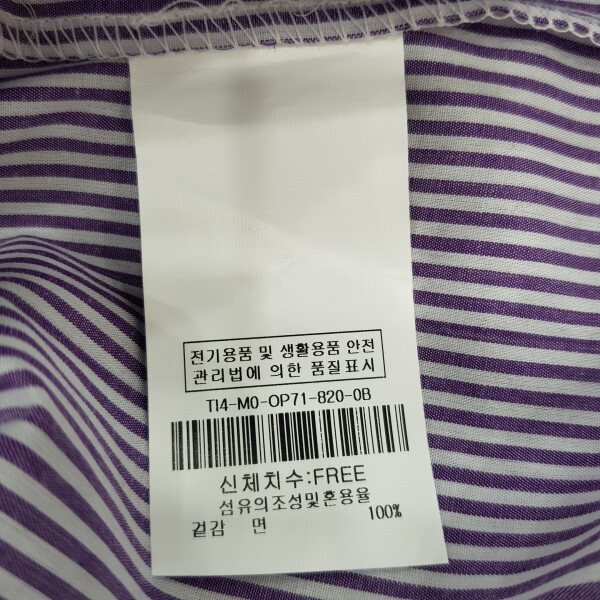 전기용품 및 생활용품 안전
관리법에 의한 품질표시
TI4-M0-OP71-820-0B
신체치수:FREE
섬유의조성및혼용율
겉감 면 100%